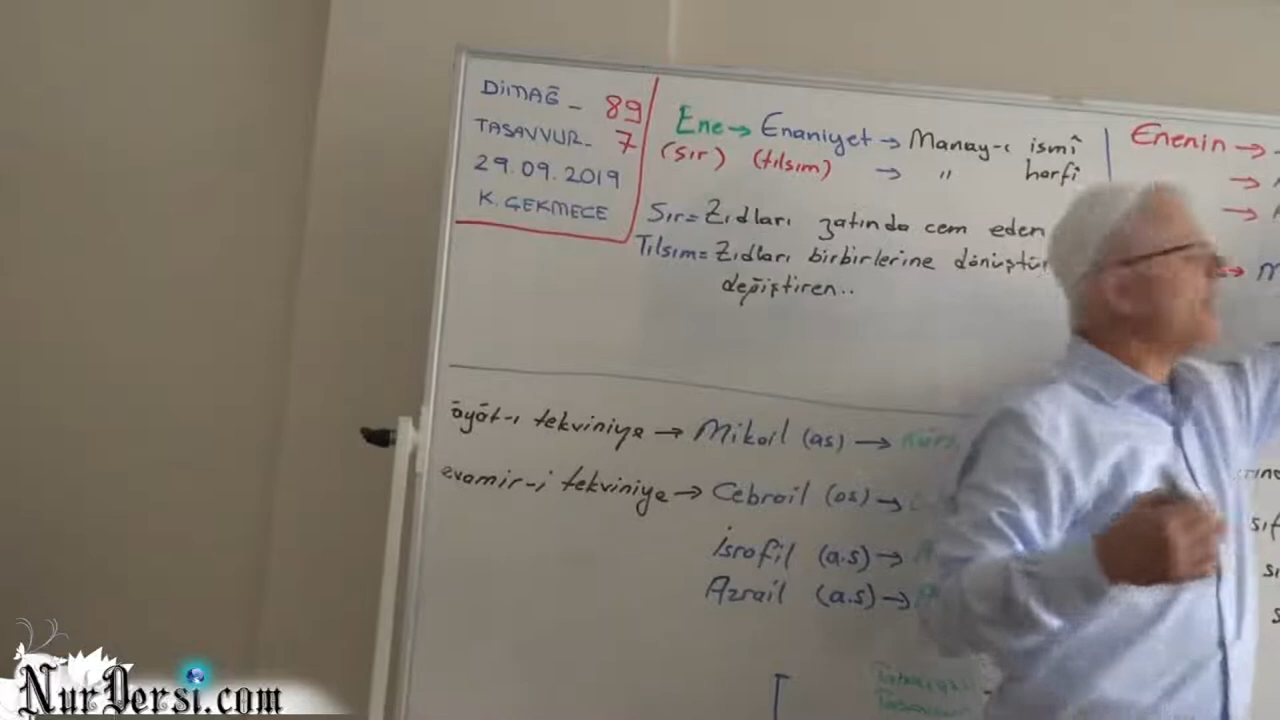 DiMAĞ - 89
TASAVVUR - 7
29.09.2019
K. ÇEKMECE
Ene → Enaniyet → Manay-ı ismî
(sır) (tılsım) → " harfî
Sır = Zıdları zatında cem eden
Tılsım = Zıdları birbirlerine dönüştür
değiştiren..
Enenin →
→
→
→ M
âyât-ı tekviniye → Mikail (as) →
evamir-i tekviniye → Cebrail (as) →
İsrafil (a.s) →
Azrail (a.s) →
NurDersi.com